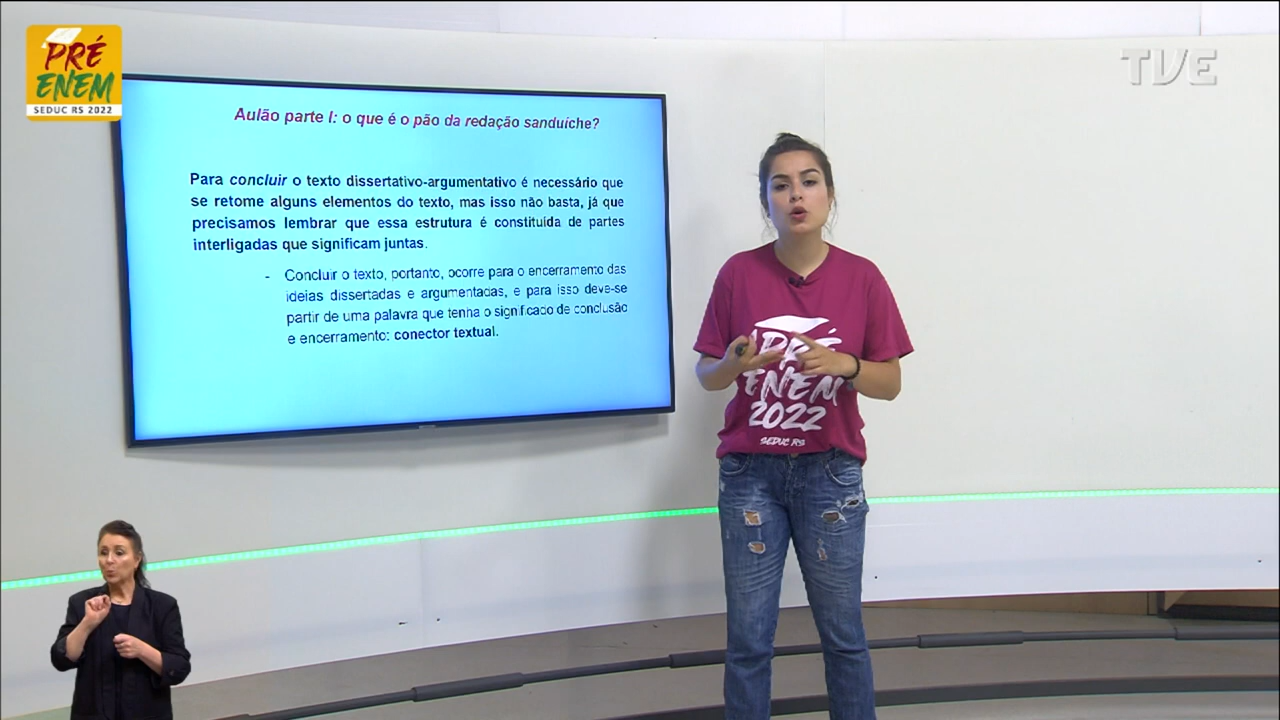 PRÉ
ENEM
SEDUC RS 2022
TVE
Aulão parte I: o que é o pão da redação sanduíche?
Para concluir o texto dissertativo-argumentativo é necessário que
se retome alguns elementos do texto, mas isso não basta, já que
precisamos lembrar que essa estrutura é constituída de partes
interligadas que significam juntas.
- Concluir o texto, portanto, ocorre para o encerramento das
ideias dissertadas e argumentadas, e para isso deve-se
partir de uma palavra que tenha o significado de conclusão
e encerramento: conector textual.
PRÉ
ENEM
2022
SEDUC RS